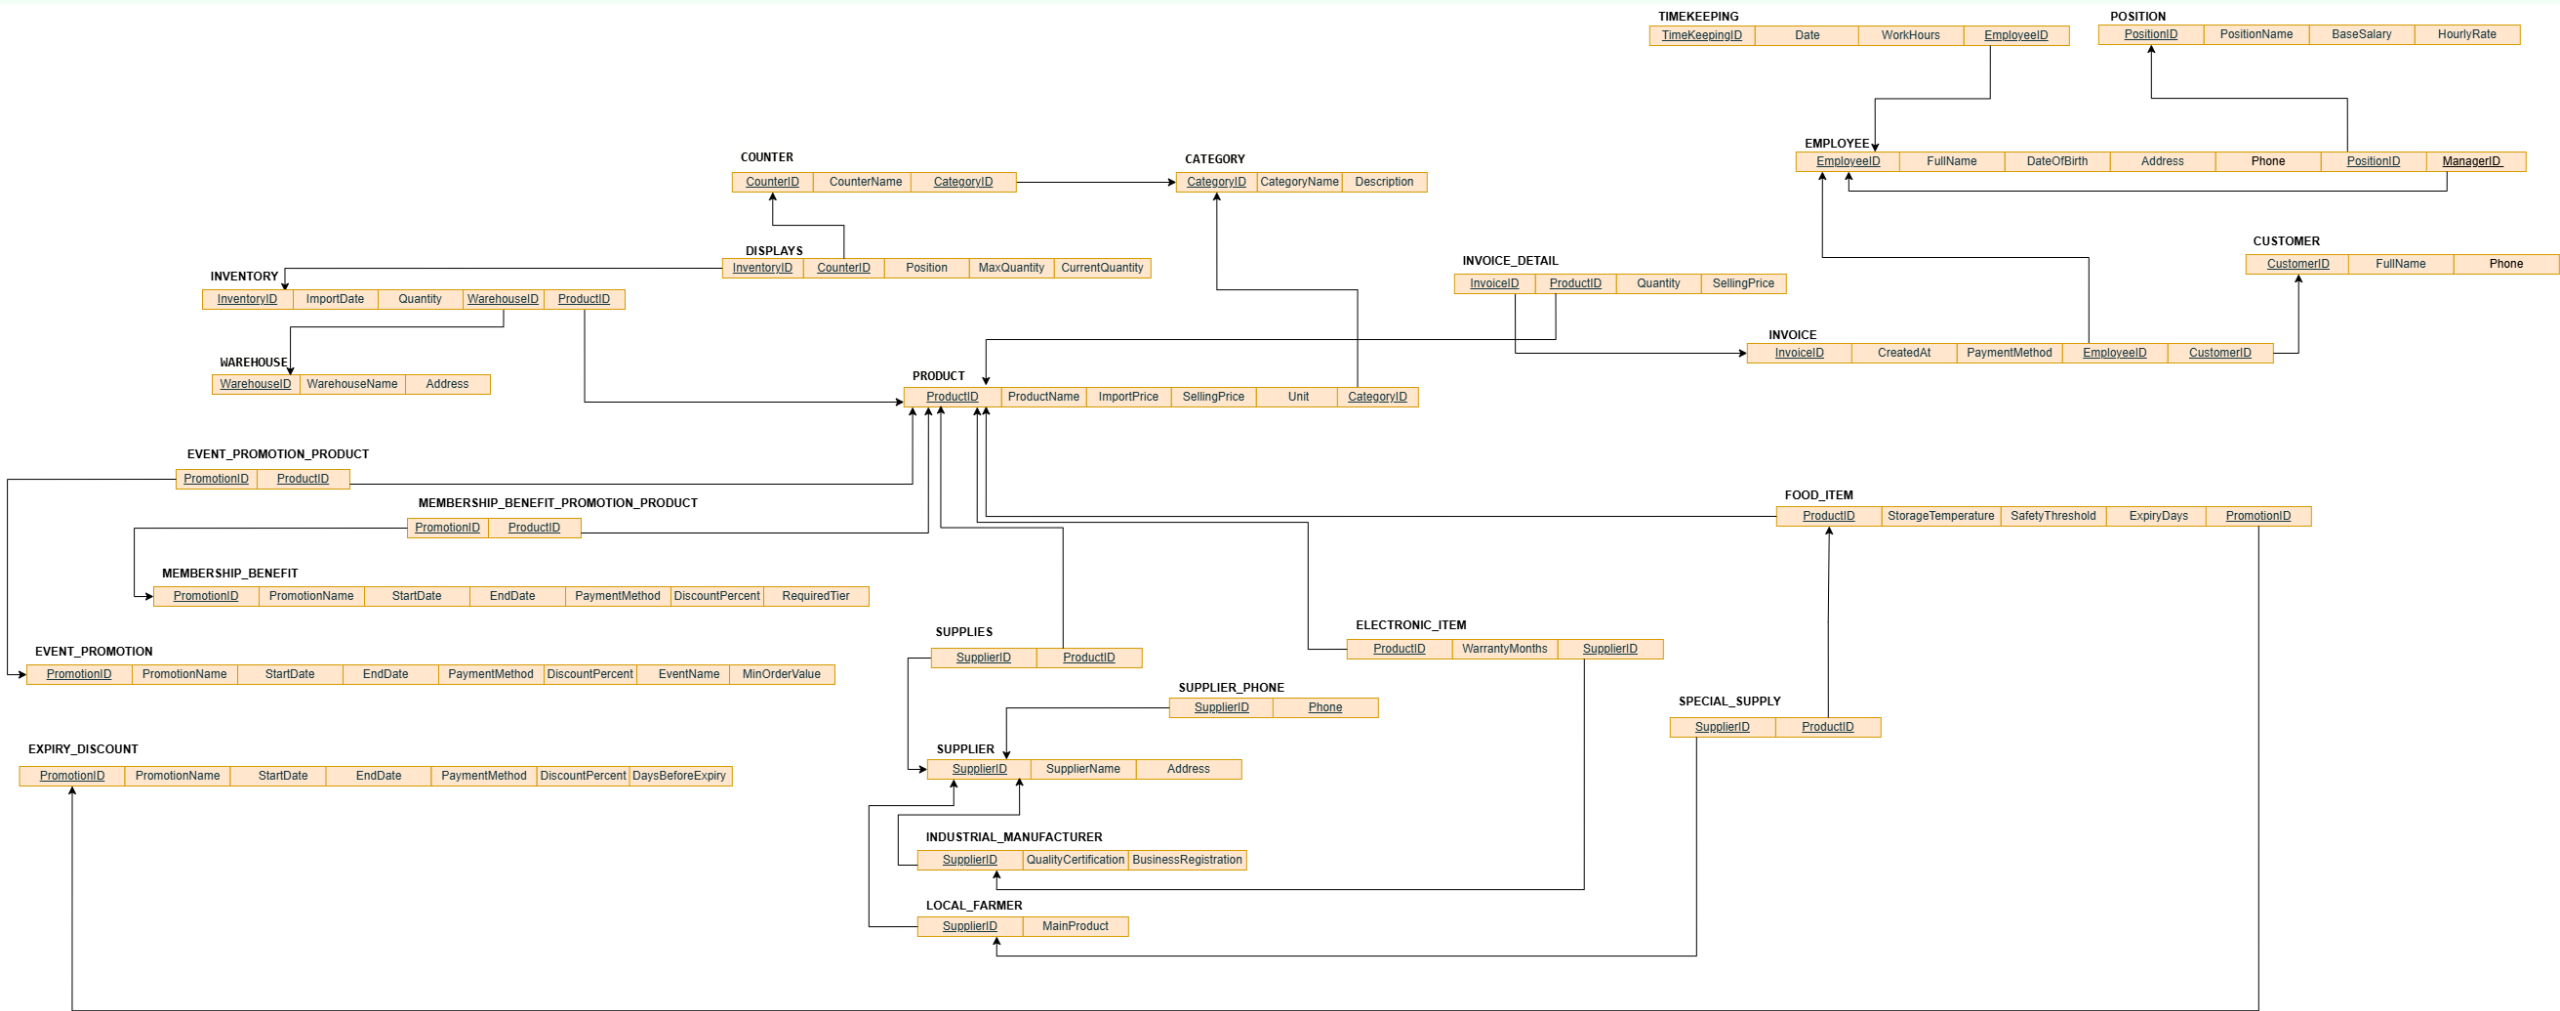 TIMEKEEPING
TimeKeepingID Date WorkHours EmployeeID
POSITION
PositionID PositionName BaseSalary HourlyRate
EMPLOYEE
EmployeeID FullName DateOfBirth Address Phone PositionID ManagerID
COUNTER
CounterID CounterName CategoryID
CATEGORY
CategoryID CategoryName Description
DISPLAYS
InventoryID CounterID Position MaxQuantity CurrentQuantity
CUSTOMER
CustomerID FullName Phone
INVENTORY
InventoryID ImportDate Quantity WarehouseID ProductID
INVOICE_DETAIL
InvoiceID ProductID Quantity SellingPrice
INVOICE
InvoiceID CreatedAt PaymentMethod EmployeeID CustomerID
WAREHOUSE
WarehouseID WarehouseName Address
PRODUCT
ProductID ProductName ImportPrice SellingPrice Unit CategoryID
EVENT_PROMOTION_PRODUCT
PromotionID ProductID
MEMBERSHIP_BENEFIT_PROMOTION_PRODUCT
PromotionID ProductID
FOOD_ITEM
ProductID StorageTemperature SafetyThreshold ExpiryDays PromotionID
MEMBERSHIP_BENEFIT
PromotionID PromotionName StartDate EndDate PaymentMethod DiscountPercent RequiredTier
SUPPLIES
SupplierID ProductID
ELECTRONIC_ITEM
ProductID WarrantyMonths SupplierID
EVENT_PROMOTION
PromotionID PromotionName StartDate EndDate PaymentMethod DiscountPercent EventName MinOrderValue
SUPPLIER_PHONE
SupplierID Phone
SPECIAL_SUPPLY
SupplierID ProductID
EXPIRY_DISCOUNT
PromotionID PromotionName StartDate EndDate PaymentMethod DiscountPercent DaysBeforeExpiry
SUPPLIER
SupplierID SupplierName Address
INDUSTRIAL_MANUFACTURER
SupplierID QualityCertification BusinessRegistration
LOCAL_FARMER
SupplierID MainProduct